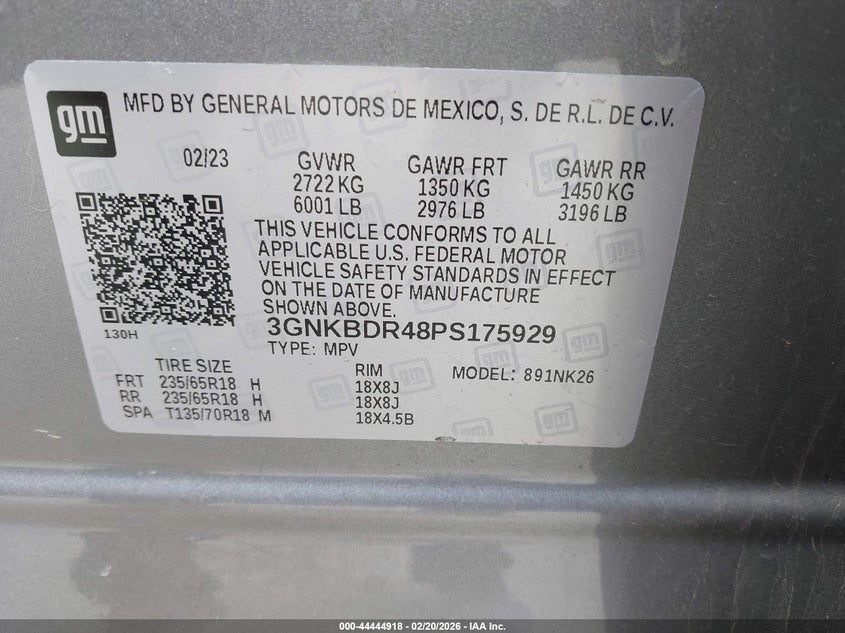 gm
MFD BY GENERAL MOTORS DE MEXICO, S. DE R.L. DE C.V.
02/23 GVWR GAWR FRT GAWR RR
2722 KG 1350 KG 1450 KG
6001 LB 2976 LB 3196 LB
THIS VEHICLE CONFORMS TO ALL
APPLICABLE U.S. FEDERAL MOTOR
VEHICLE SAFETY STANDARDS IN EFFECT
ON THE DATE OF MANUFACTURE
SHOWN ABOVE.
130H
3GNKBDR48PS175929
TYPE: MPV
TIRE SIZE RIM MODEL: 891NK26
FRT 235/65R18 H 18X8J
RR 235/65R18 H 18X8J
SPA T135/70R18 M 18X4.5B
000-44444918 - 02/20/2026 - IAA Inc.